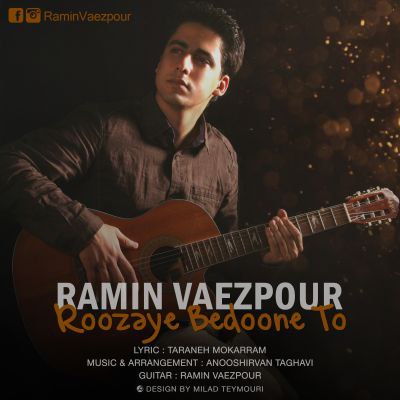 RaminVaezpour
RAMIN VAEZPOUR
Roozaye Bedoone To
LYRIC : TARANEH MOKARRAM
MUSIC & ARRANGEMENT : ANOOSHIRVAN TAGHAVI
GUITAR : RAMIN VAEZPOUR
DESIGN BY MILAD TEYMOURI